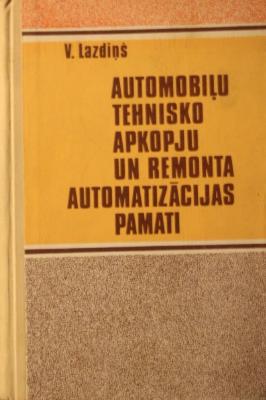 V. Lazdiņš
AUTOMOBIĻU
TEHNISKO
APKOPJU
UN REMONTA
AUTOMATIZĀCIJAS
PAMATI